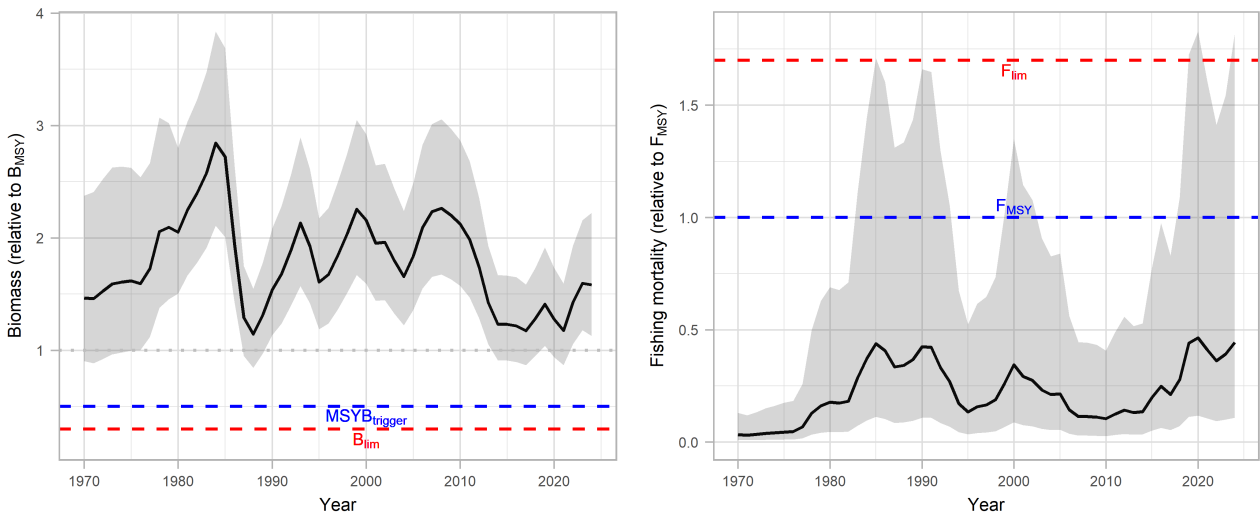 Biomass (relative to BMSY)
4
3
2
1
MSYBtrigger
Blim
1970 1980 1990 2000 2010 2020
Year
Fishing mortality (relative to FMSY)
1.5
1.0
0.5
0.0
Flim
FMSY
1970 1980 1990 2000 2010 2020
Year